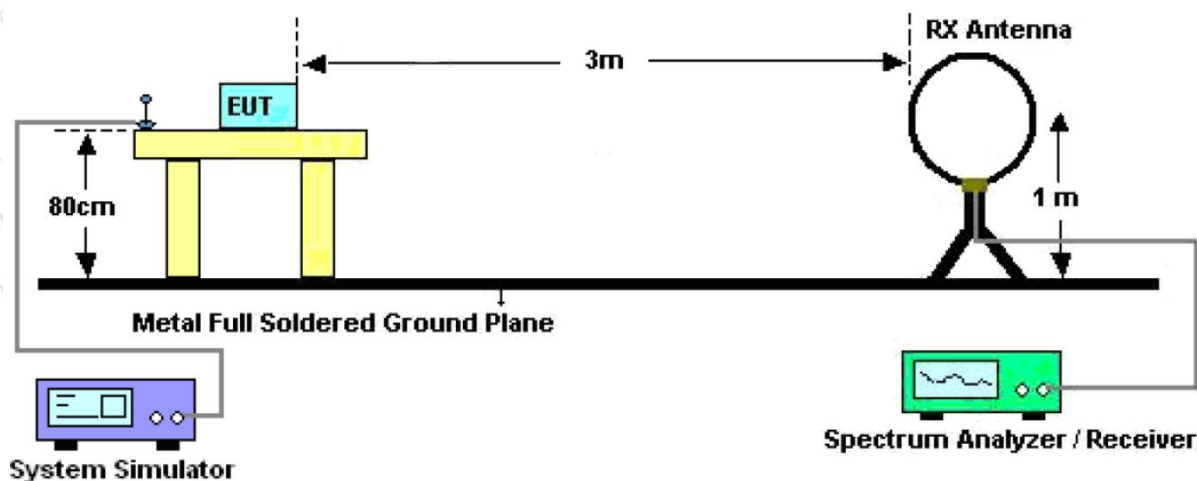 RX Antenna
3m
EUT
80cm
1 m
Metal Full Soldered Ground Plane
Spectrum Analyzer / Receiver
System Simulator